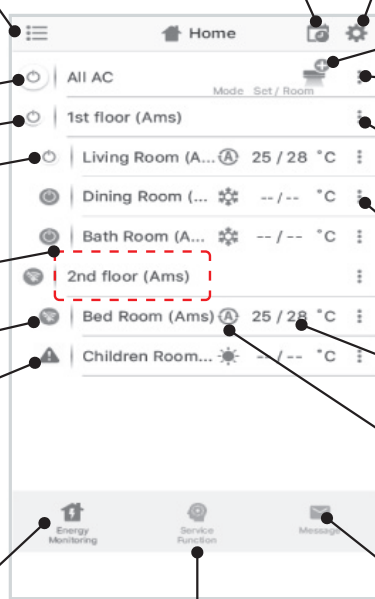 Home
All AC
Mode Set / Room
1st floor (Ams)
Living Room (A... A 25 / 28 °C
Dining Room (... -- / -- °C
Bath Room (A... -- / -- °C
2nd floor (Ams)
Bed Room (Ams) A 25 / 28 °C
Children Room... -- / -- °C
Energy Monitoring
Service Function
Message